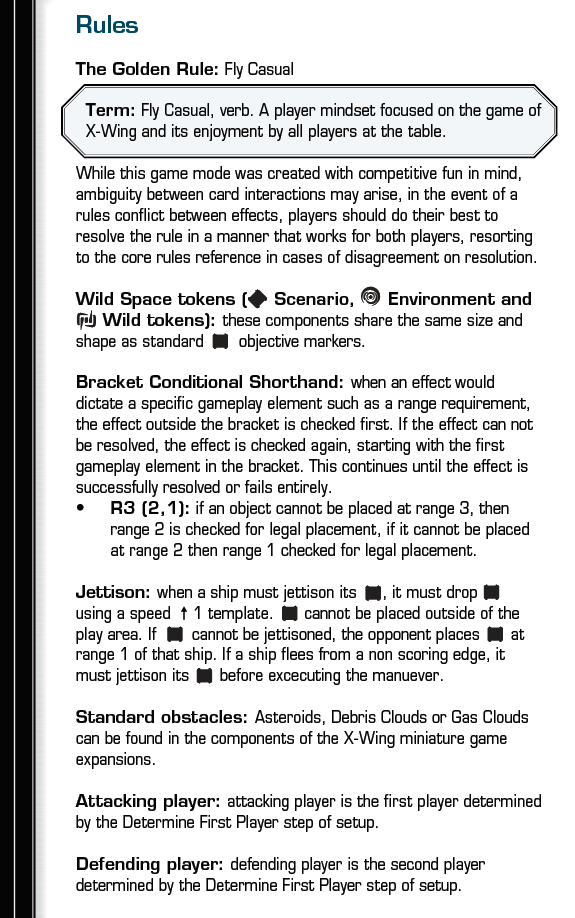 Rules
The Golden Rule: Fly Casual
Term: Fly Casual, verb. A player mindset focused on the game of
X-Wing and its enjoyment by all players at the table.
While this game mode was created with competitive fun in mind,
ambiguity between card interactions may arise, in the event of a
rules conflict between effects, players should do their best to
resolve the rule in a manner that works for both players, resorting
to the core rules reference in cases of disagreement on resolution.
Wild Space tokens ( Scenario, Environment and
Wild tokens): these components share the same size and
shape as standard objective markers.
Bracket Conditional Shorthand: when an effect would
dictate a specific gameplay element such as a range requirement,
the effect outside the bracket is checked first. If the effect can not
be resolved, the effect is checked again, starting with the first
gameplay element in the bracket. This continues until the effect is
successfully resolved or fails entirely.
• R3 (2,1): if an object cannot be placed at range 3, then
range 2 is checked for legal placement, if it cannot be placed
at range 2 then range 1 checked for legal placement.
Jettison: when a ship must jettison its , it must drop
using a speed ↑ 1 template. cannot be placed outside of the
play area. If cannot be jettisoned, the opponent places at
range 1 of that ship. If a ship flees from a non scoring edge, it
must jettison its before excecuting the manuever.
Standard obstacles: Asteroids, Debris Clouds or Gas Clouds
can be found in the components of the X-Wing miniature game
expansions.
Attacking player: attacking player is the first player determined
by the Determine First Player step of setup.
Defending player: defending player is the second player
determined by the Determine First Player step of setup.